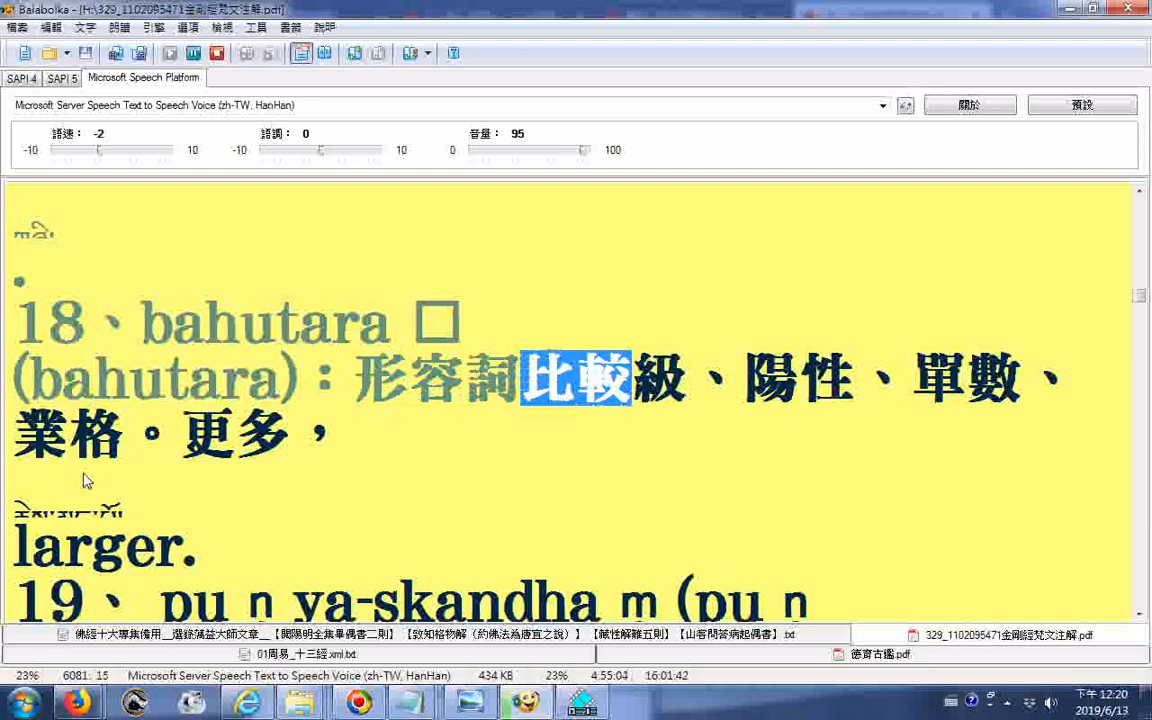 Balabolka - [H:\329_1102095471金剛經梵文注解.pdf]
檔案 編輯 文字 朗讀 引擎 選項 檢視 工具 書籤 說明
SAPI 4 SAPI 5 Microsoft Speech Platform
Microsoft Server Speech Text to Speech Voice (zh-TW, HanHan)
關於 預設
語速： -2 語調： 0 音量： 95
-10 10 -10 10 0 100
18、bahutara □
(bahutara)：形容詞比較級、陽性、單數、
業格。更多，
larger.
19、 pu ṇ ya-skandha ṃ (pu ṇ
佛經十大專集備用__選錄蕅益大師文章__【閱陽明全集畢偶書二則】【致知格物解（約佛法為唐宜之說）】【緘性解難五則】【山客問答病起偶書】.txt
329_1102095471金剛經梵文注解.pdf
01周易_十三經.xml.txt
德育古鑑.pdf
23% 6081: 15 Microsoft Server Speech Text to Speech Voice (zh-TW, HanHan) 434 KB 23% 4:55:04 16:01:42
下午 12:20
2019/6/13